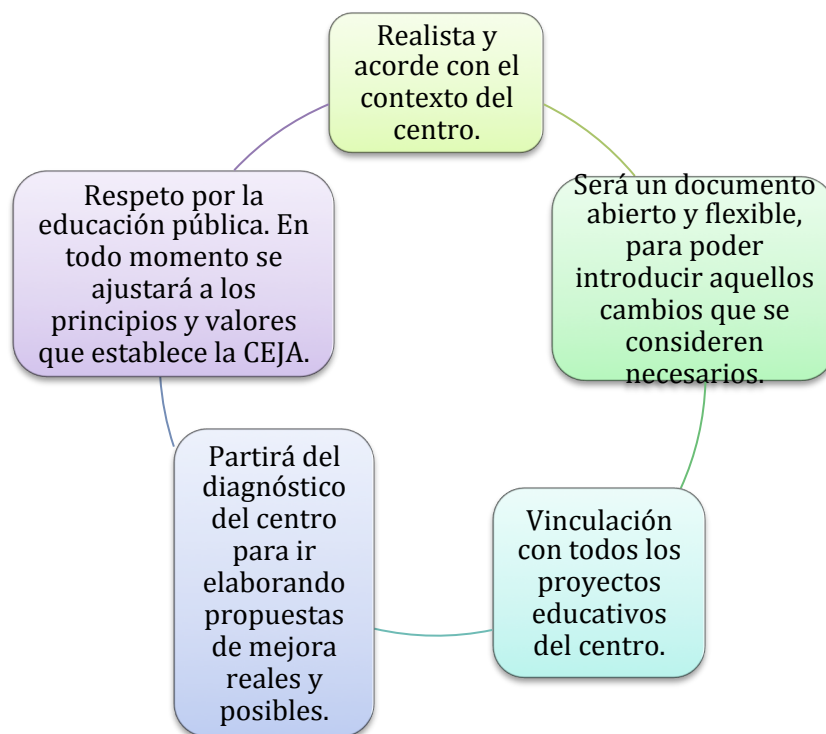 Realista y
acorde con el
contexto del
centro.
Será un documento
abierto y flexible,
para poder
introducir aquellos
cambios que se
consideren
necesarios.
Vinculación
con todos los
proyectos
educativos
del centro.
Partirá del
diagnóstico
del centro
para ir
elaborando
propuestas
de mejora
reales y
posibles.
Respeto por la
educación pública. En
todo momento se
ajustará a los
principios y valores
que establece la CEJA.